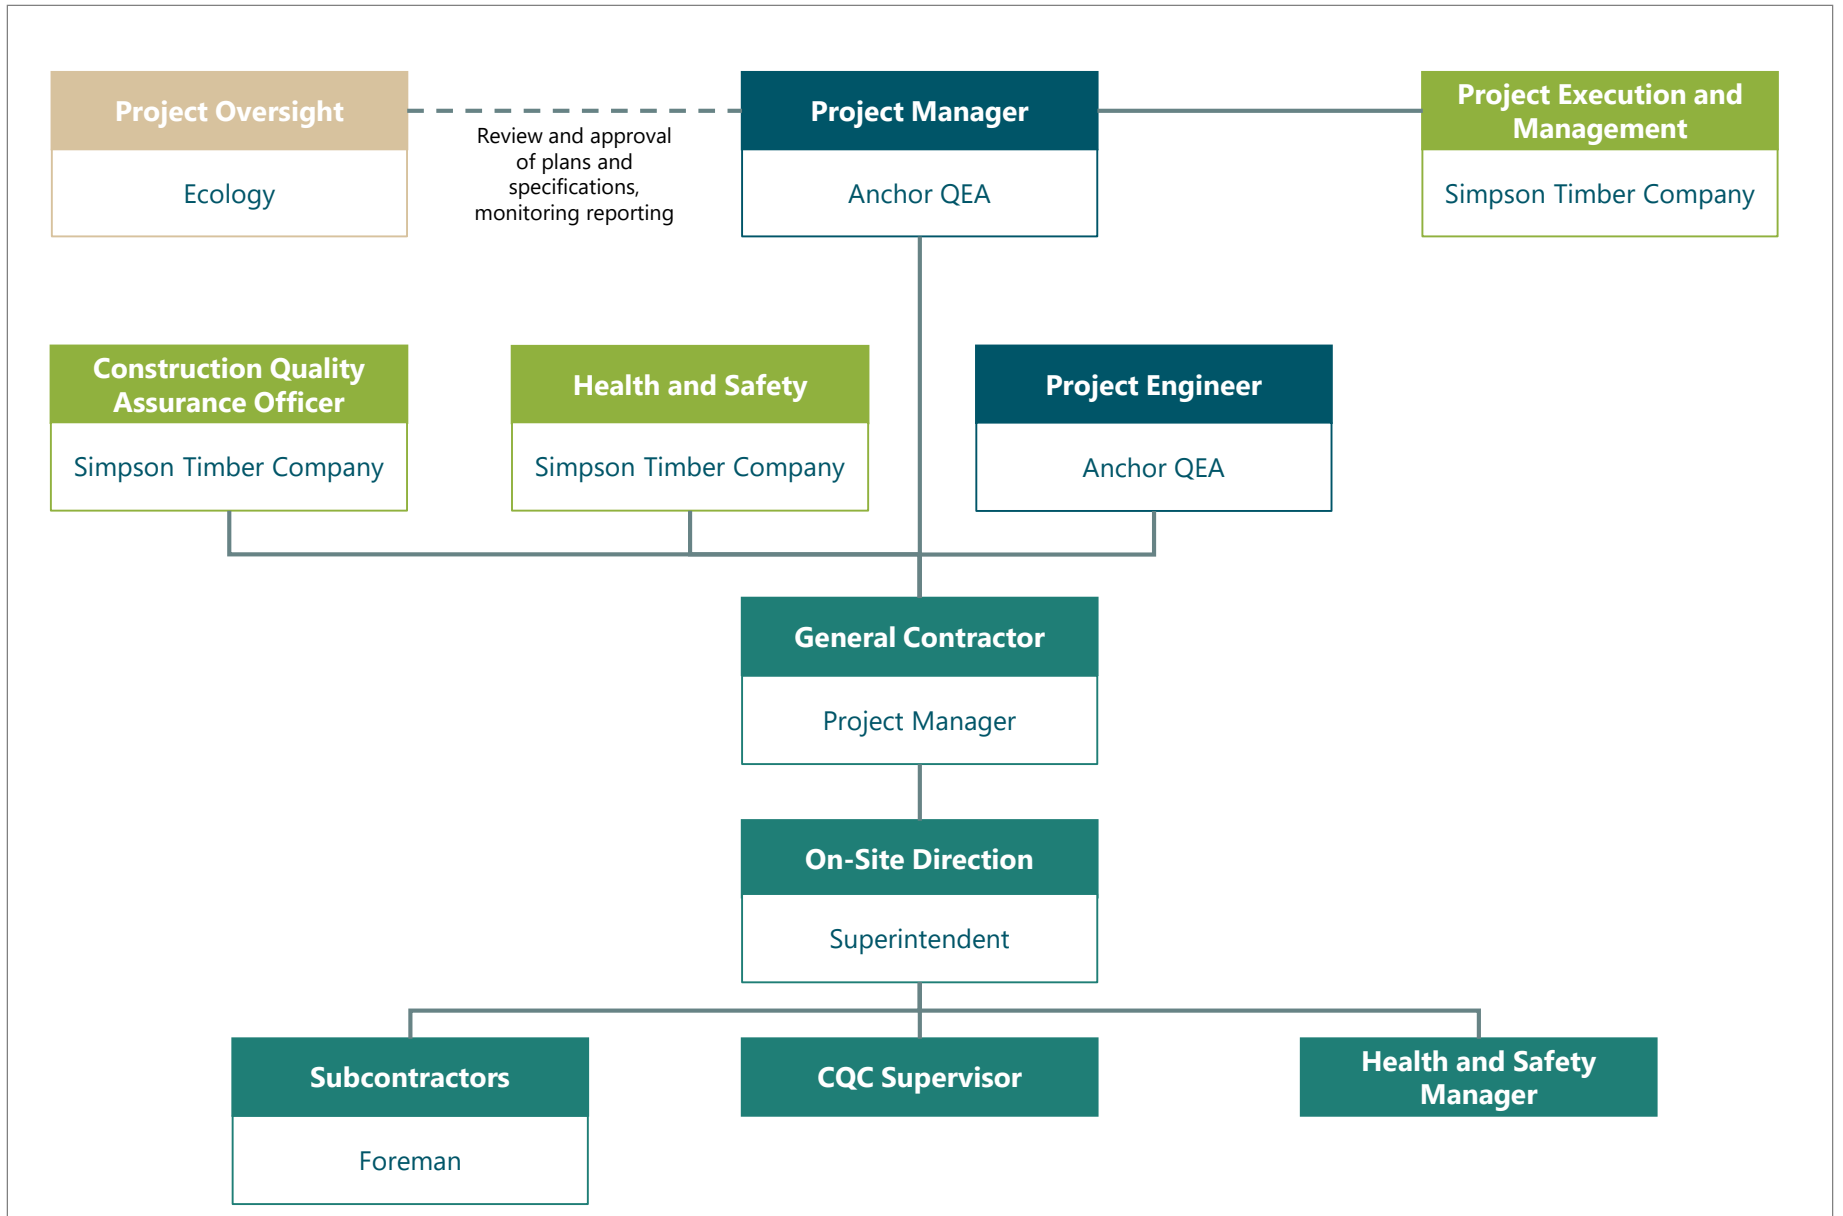 Project Oversight
Ecology
Review and approval
of plans and
specifications,
monitoring reporting
Project Manager
Anchor QEA
Project Execution and
Management
Simpson Timber Company
Construction Quality
Assurance Officer
Simpson Timber Company
Health and Safety
Simpson Timber Company
Project Engineer
Anchor QEA
General Contractor
Project Manager
On-Site Direction
Superintendent
Subcontractors
Foreman
CQC Supervisor
Health and Safety
Manager